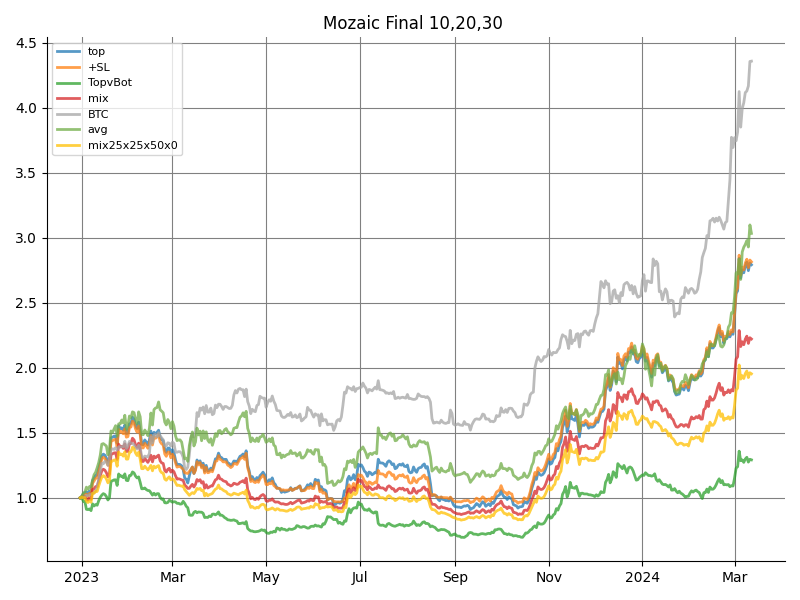 Mozaic Final 10,20,30
top
+SL
TopvBot
mix
BTC
avg
mix25x25x50x0
4.5
4.0
3.5
3.0
2.5
2.0
1.5
1.0
2023 Mar May Jul Sep Nov 2024 Mar